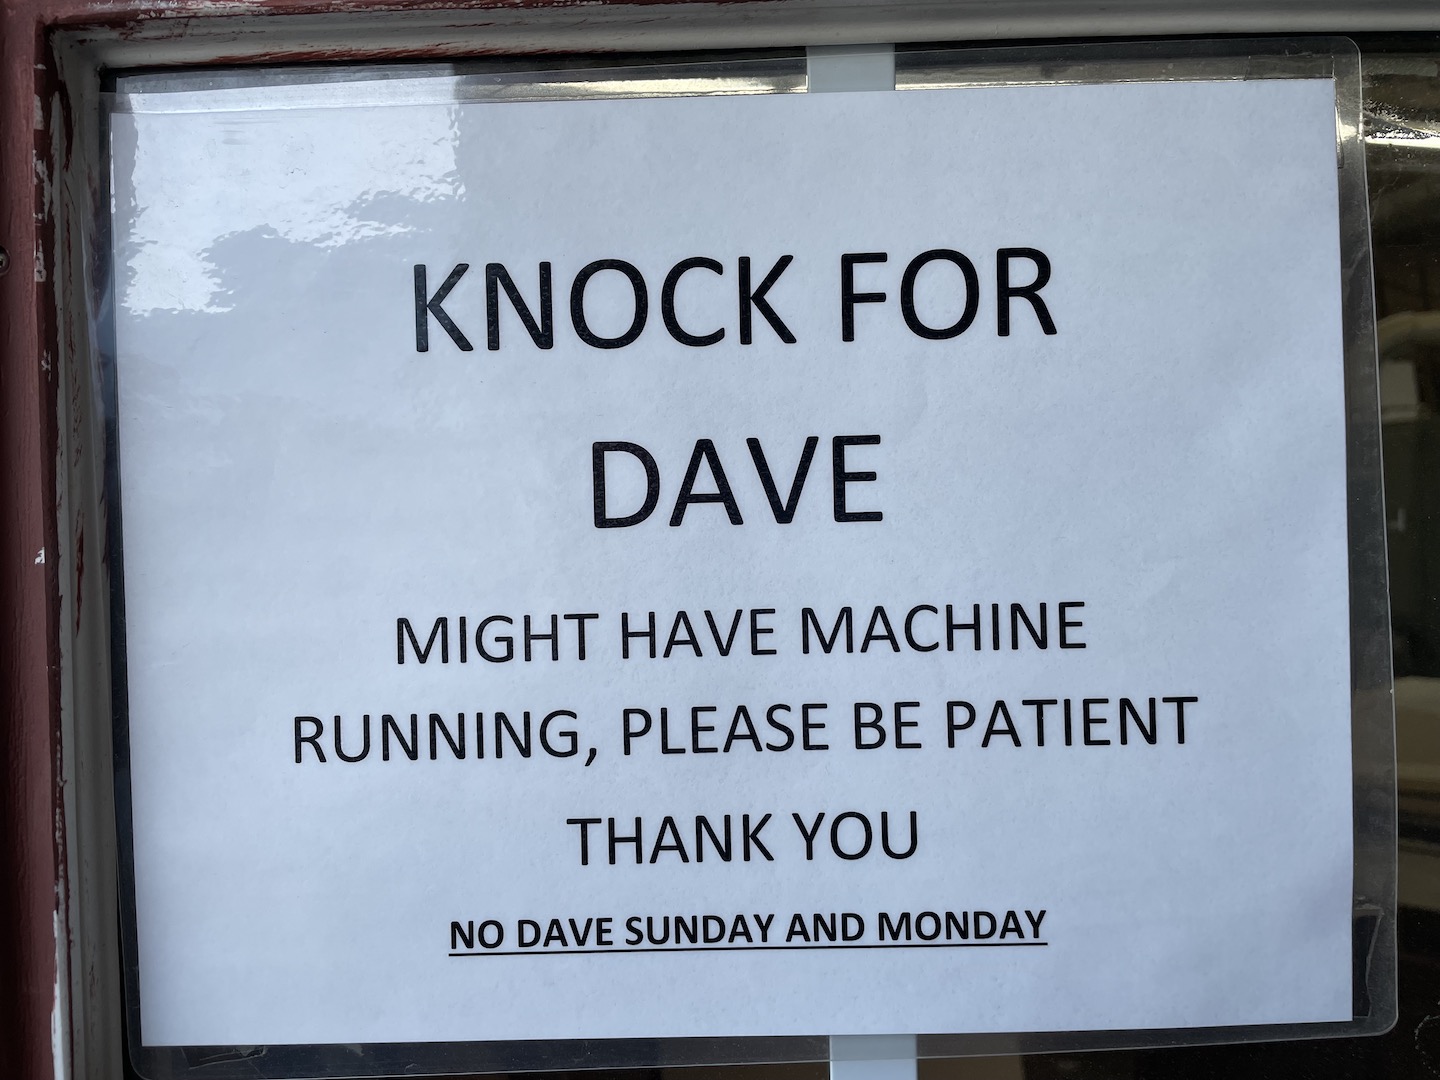 KNOCK FOR
DAVE
MIGHT HAVE MACHINE
RUNNING, PLEASE BE PATIENT
THANK YOU
NO DAVE SUNDAY AND MONDAY